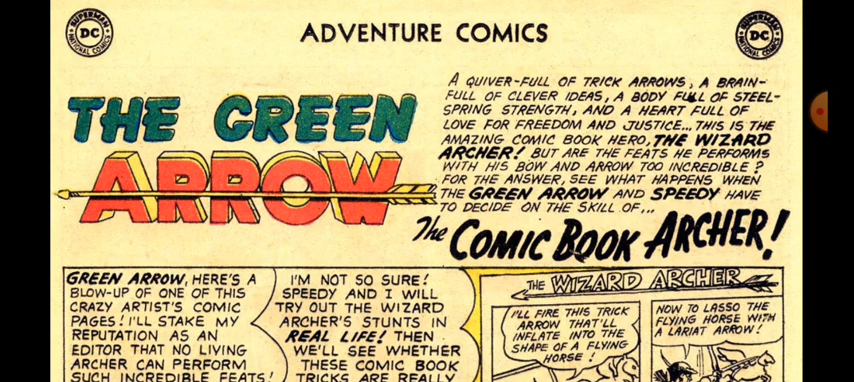 SUPERMAN
DC
NATIONAL COMICS
ADVENTURE COMICS
SUPERMAN
DC
NATIONAL COMICS
THE GREEN
ARROW
A QUIVER-FULL OF TRICK ARROWS, A BRAIN-
FULL OF CLEVER IDEAS, A BODY FULL OF STEEL-
SPRING STRENGTH, AND A HEART FULL OF
LOVE FOR FREEDOM AND JUSTICE... THIS IS THE
AMAZING COMIC BOOK HERO, THE WIZARD
ARCHER! BUT ARE THE FEATS HE PERFORMS
WITH HIS BOW AND ARROW TOO INCREDIBLE?
FOR THE ANSWER, SEE WHAT HAPPENS WHEN
THE GREEN ARROW AND SPEEDY HAVE
TO DECIDE ON THE SKILL OF...
The COMIC BOOK ARCHER!
GREEN ARROW, HERE'S A
BLOW-UP OF ONE OF THIS
CRAZY ARTIST'S COMIC
PAGES! I'LL STAKE MY
REPUTATION AS AN
EDITOR THAT NO LIVING
ARCHER CAN PERFORM
SUCH INCREDIBLE FEATS!
I'M NOT SO SURE!
SPEEDY AND I WILL
TRY OUT THE WIZARD
ARCHER'S STUNTS IN
REAL LIFE! THEN
WE'LL SEE WHETHER
THESE COMIC BOOK
TRICKS ARE REALLY
THE WIZARD ARCHER
I'LL FIRE THIS TRICK
ARROW THAT'LL
INFLATE INTO THE
SHAPE OF A FLYING
HORSE!
NOW TO LASSO THE
FLYING HORSE WITH
A LARIAT ARROW!